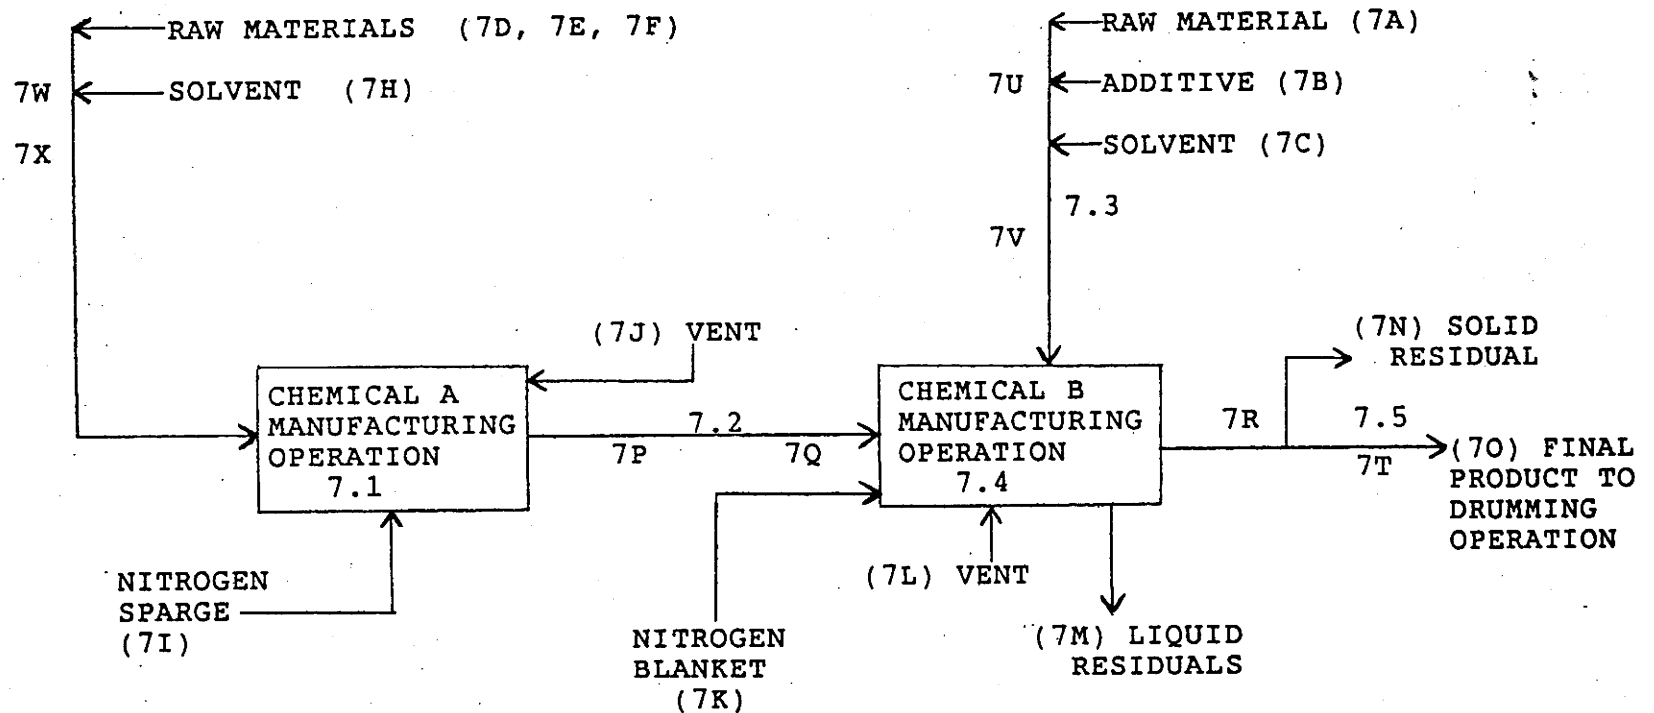 RAW MATERIALS (7D, 7E, 7F)
7W
SOLVENT (7H)
7X
RAW MATERIAL (7A)
7U
ADDITIVE (7B)
SOLVENT (7C)
7.3
7V
(7J) VENT
CHEMICAL A
MANUFACTURING
OPERATION
7.1
7.2
7P
7Q
CHEMICAL B
MANUFACTURING
OPERATION
7.4
7R
(7N) SOLID
RESIDUAL
7.5
7T
(7O) FINAL
PRODUCT TO
DRUMMING
OPERATION
NITROGEN
SPARGE
(7I)
NITROGEN
BLANKET
(7K)
(7L) VENT
(7M) LIQUID
RESIDUALS